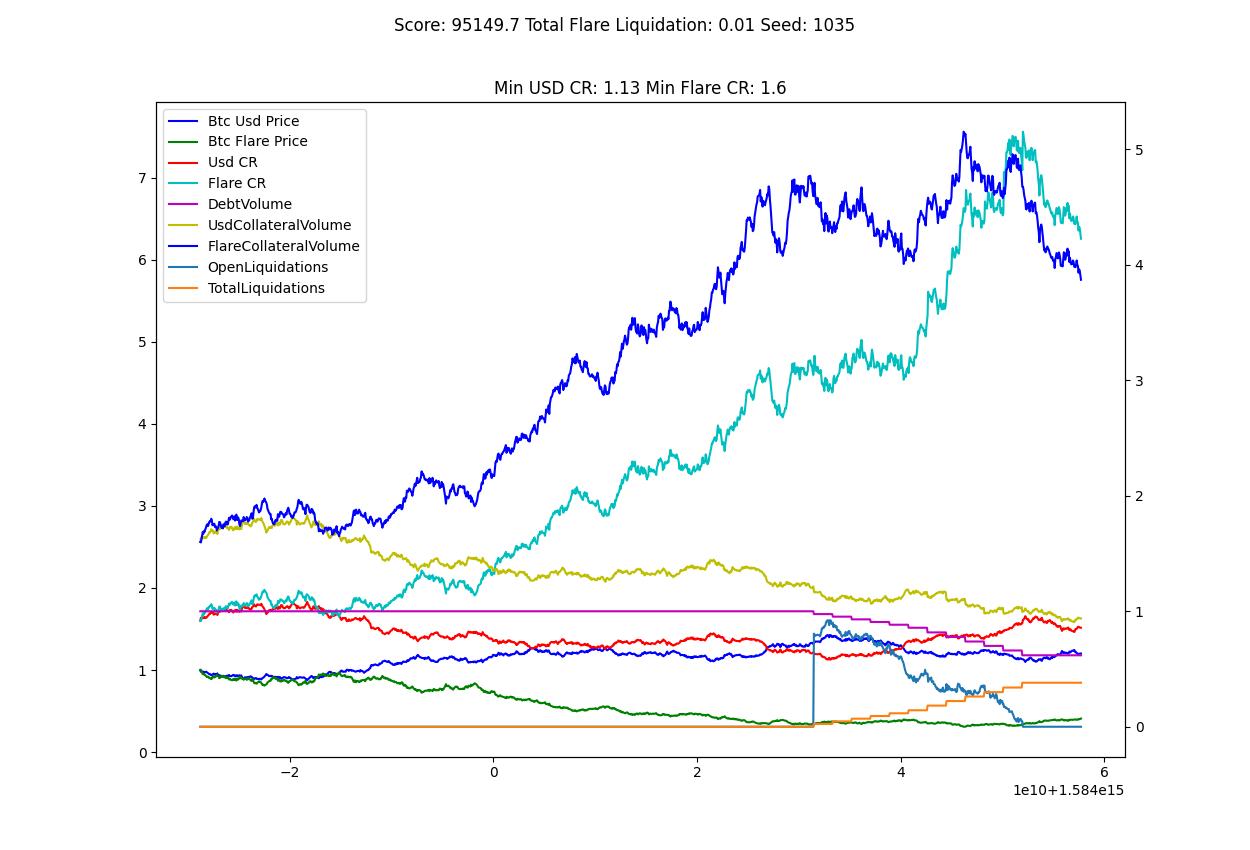 Score: 95149.7 Total Flare Liquidation: 0.01 Seed: 1035
Min USD CR: 1.13 Min Flare CR: 1.6
Btc Usd Price
Btc Flare Price
Usd CR
Flare CR
DebtVolume
UsdCollateralVolume
FlareCollateralVolume
OpenLiquidations
TotalLiquidations
7
6
5
4
3
2
1
0
5
4
3
2
1
0
−2
0
2
4
6
1e10+1.584e15